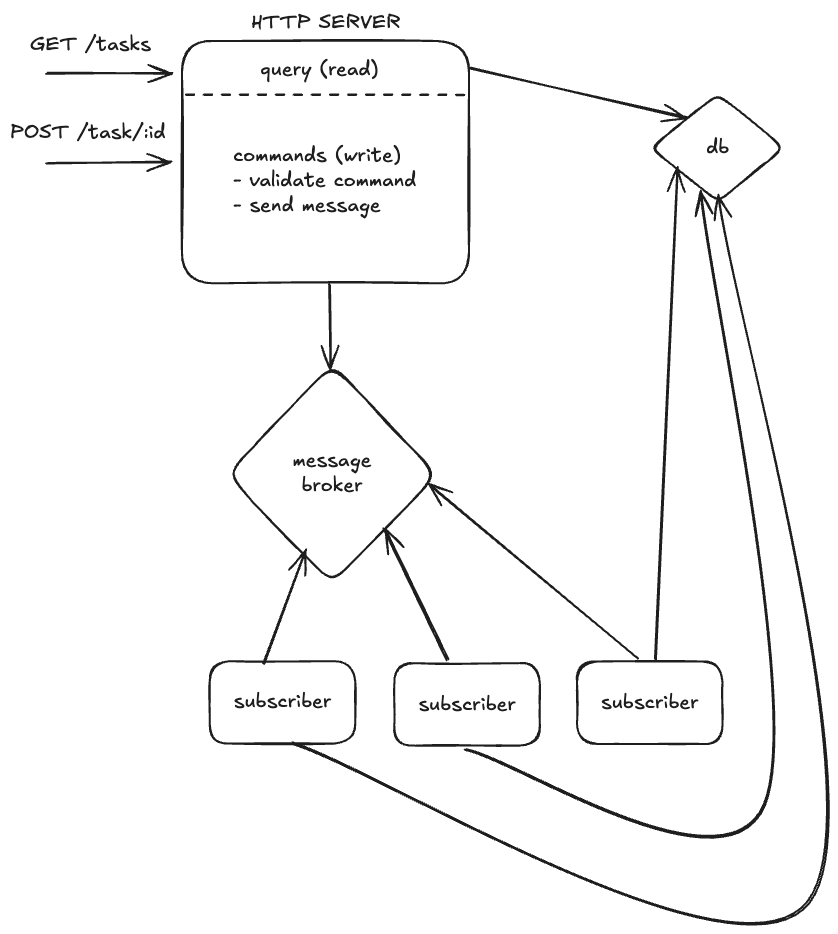 HTTP SERVER
GET /tasks
query (read)
POST /task/:id
commands (write)
- validate command
- send message
db
message
broker
subscriber
subscriber
subscriber